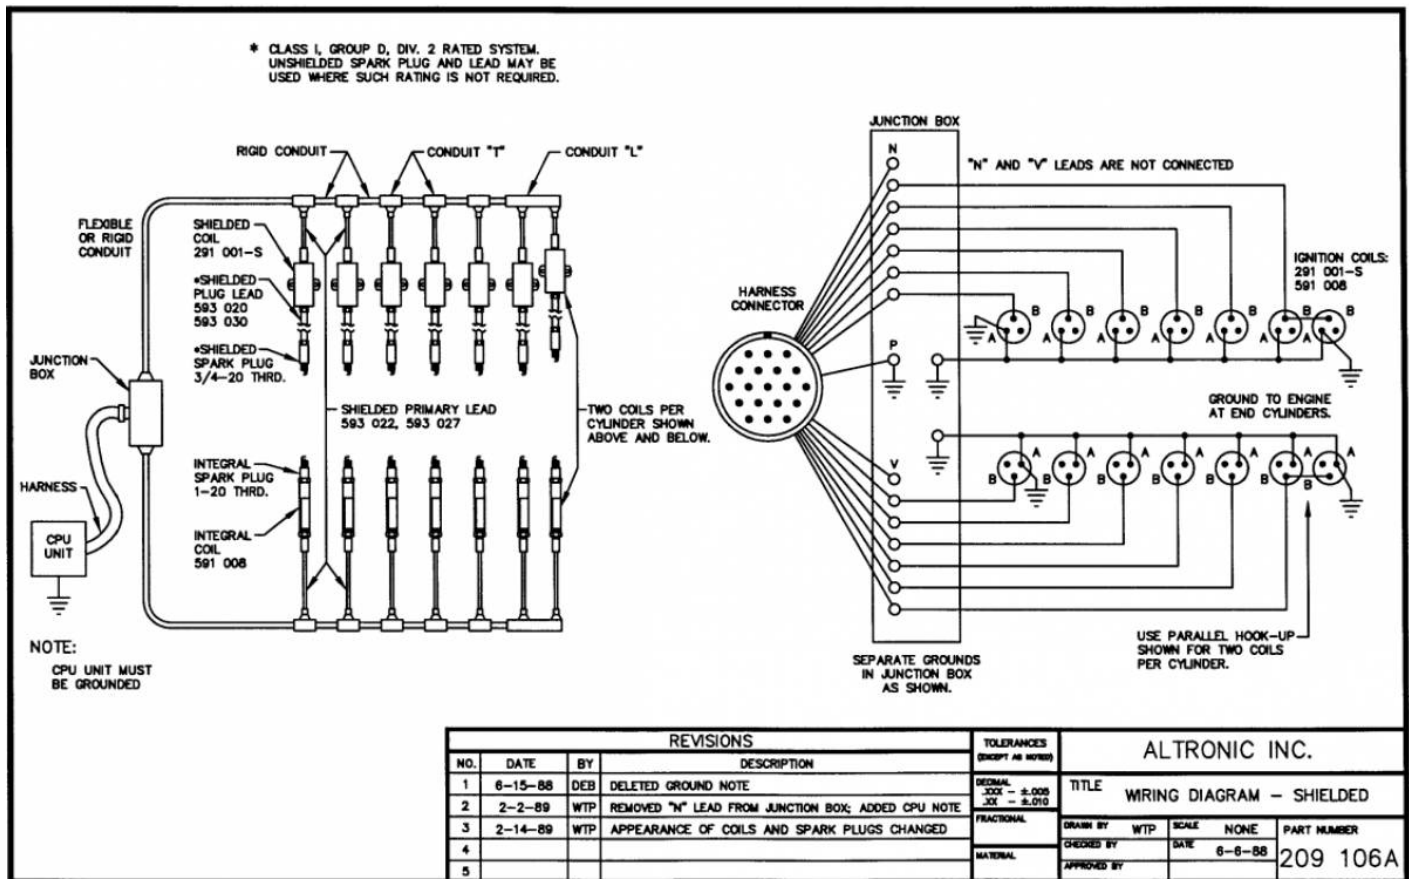 * CLASS I, GROUP D, DIV. 2 RATED SYSTEM.
UNSHIELDED SPARK PLUG AND LEAD MAY BE
USED WHERE SUCH RATING IS NOT REQUIRED.
RIGID CONDUIT
CONDUIT "T"
CONDUIT "L"
FLEXIBLE
OR RIGID
CONDUIT
SHIELDED
COIL
291 001-S
*SHIELDED
PLUG LEAD
593 020
593 030
*SHIELDED
SPARK PLUG
3/4-20 THRD.
JUNCTION
BOX
SHIELDED PRIMARY LEAD
593 022, 593 027
TWO COILS PER
CYLINDER SHOWN
ABOVE AND BELOW.
INTEGRAL
SPARK PLUG
1-20 THRD.
HARNESS
INTEGRAL
COIL
591 008
CPU
UNIT
NOTE:
CPU UNIT MUST
BE GROUNDED
JUNCTION BOX
N
"N" AND "V" LEADS ARE NOT CONNECTED
HARNESS
CONNECTOR
IGNITION COILS:
291 001-S
591 008
B B B B B B B
A A A A A A A
P
GROUND TO ENGINE
AT END CYLINDERS.
A A A A A A A
V
B B B B B B B
USE PARALLEL HOOK-UP
SHOWN FOR TWO COILS
PER CYLINDER.
SEPARATE GROUNDS
IN JUNCTION BOX
AS SHOWN.
REVISIONS
NO. DATE BY DESCRIPTION
1 6-15-88 DEB DELETED GROUND NOTE
2 2-2-89 WTP REMOVED "N" LEAD FROM JUNCTION BOX; ADDED CPU NOTE
3 2-14-89 WTP APPEARANCE OF COILS AND SPARK PLUGS CHANGED
4
5
TOLERANCES
(EXCEPT AS NOTED)
DECIMAL
.XXX - ±.005
.XX - ±.010
FRACTIONAL
MATERIAL
ALTRONIC INC.
TITLE
WIRING DIAGRAM - SHIELDED
DRAWN BY WTP
SCALE NONE
CHECKED BY
DATE 6-6-88
APPROVED BY
PART NUMBER
209 106A